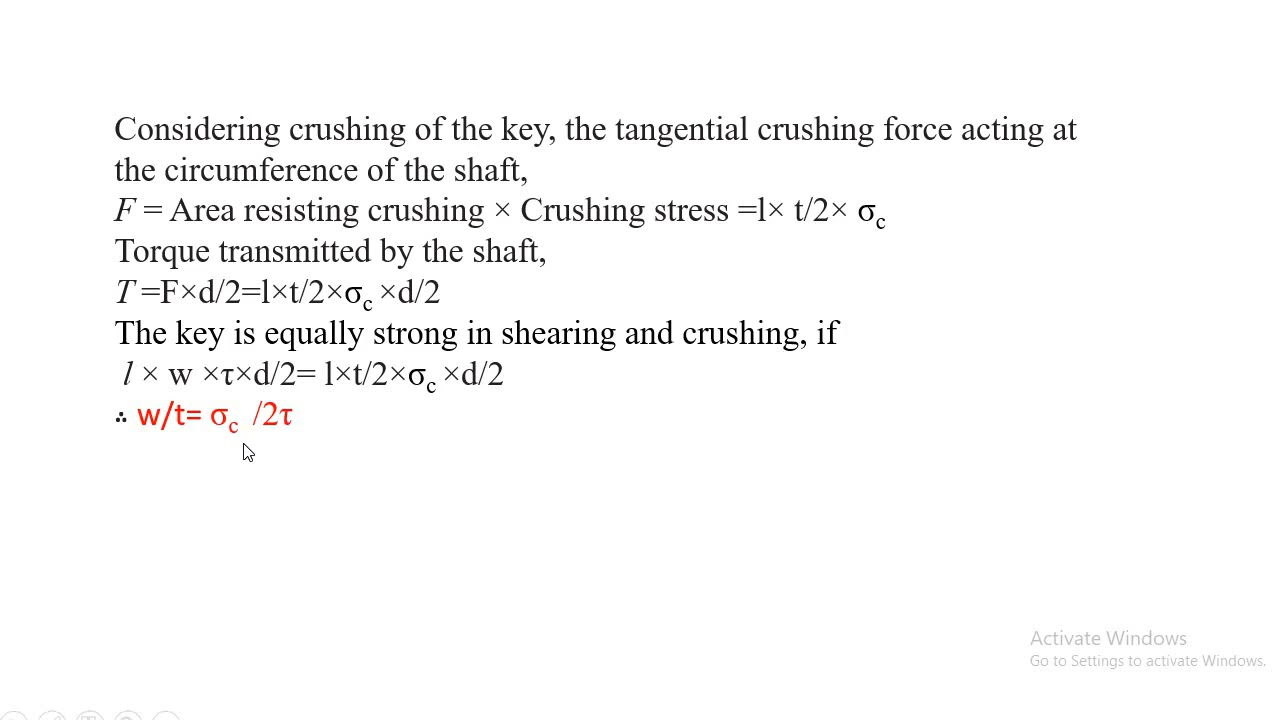 Considering crushing of the key, the tangential crushing force acting at
the circumference of the shaft,
F = Area resisting crushing × Crushing stress =l× t/2× σc
Torque transmitted by the shaft,
T =F×d/2=l×t/2×σc ×d/2
The key is equally strong in shearing and crushing, if
l × w ×τ×d/2= l×t/2×σc ×d/2
∴ w/t= σc /2τ
Activate Windows
Go to Settings to activate Windows.